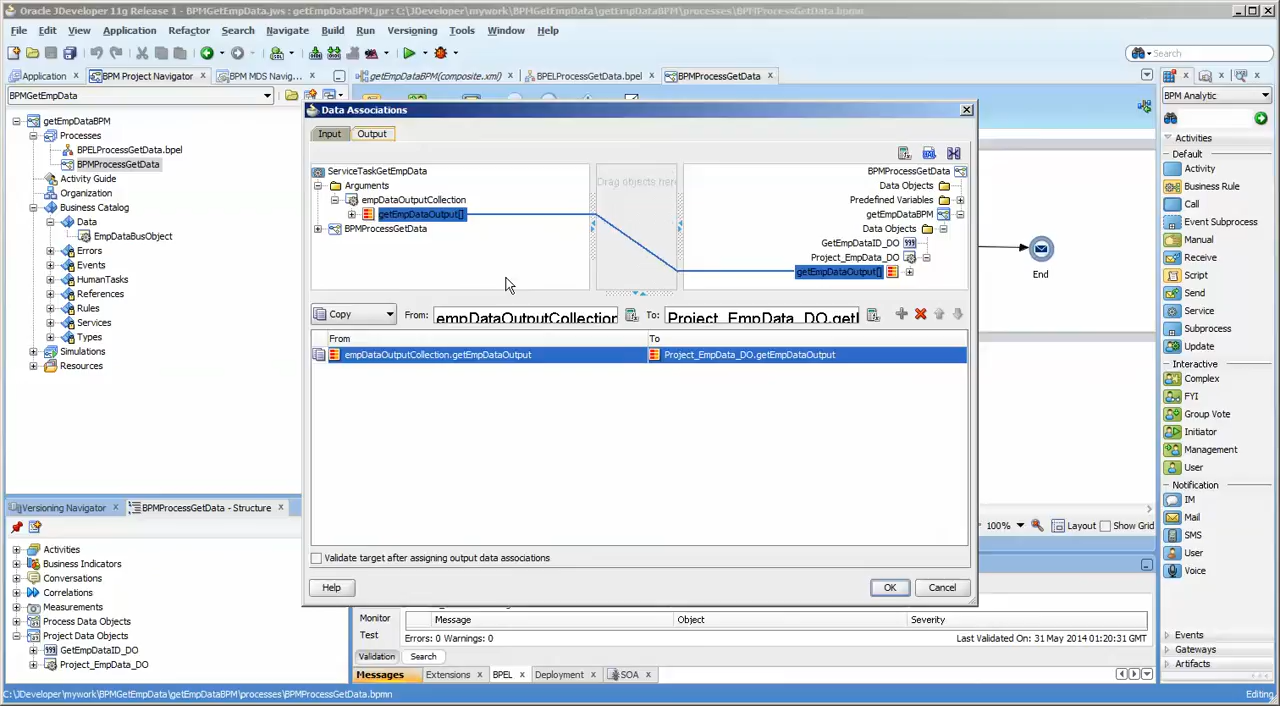 Oracle JDeveloper 11g Release 1 - BPMGetEmpData.jws : getEmpDataBPM.jpr : C:\JDeveloper\mywork\BPMGetEmpData\getEmpDataBPM\processes\BPMProcessGetData.bpmn
File Edit View Application Refactor Search Navigate Build Run Versioning Tools Window Help
Search
Application BPM Project Navigator BPM MDS Navig... getEmpDataBPM(composite.xml) BPELProcessGetData.bpel BPMProcessGetData
BPMGetEmpData
BPM Analytic
getEmpDataBPM
Processes
BPELProcessGetData.bpel
BPMProcessGetData
Activity Guide
Organization
Business Catalog
Data
EmpDataBusObject
Errors
Events
HumanTasks
References
Rules
Services
Types
Simulations
Resources
Versioning Navigator BPMProcessGetData - Structure
Activities
Business Indicators
Conversations
Correlations
Measurements
Process Data Objects
Project Data Objects
GetEmpDataID_DO
Project_EmpData_DO
Data Associations
Input Output
ServiceTaskGetEmpData
Arguments
empDataOutputCollection
getEmpDataOutput[]
BPMProcessGetData
Drag objects here
BPMProcessGetData
Data Objects
Predefined Variables
getEmpDataBPM
Data Objects
GetEmpDataID_DO
Project_EmpData_DO
getEmpDataOutput[]
Copy From: empDataOutputCollection To: Project_EmpData_DO.getl
From To
empDataOutputCollection.getEmpDataOutput Project_EmpData_DO.getEmpDataOutput
Validate target after assigning output data associations
Help OK Cancel
End
100% Layout Show Grid
Monitor
Test
Message Object Severity
Errors: 0 Warnings: 0 Last Validated On: 31 May 2014 01:20:31 GMT
Validation Search
Messages Extensions BPEL Deployment SOA
Activities
Default
Activity
Business Rule
Call
Event Subprocess
Manual
Receive
Script
Send
Service
Subprocess
Update
Interactive
Complex
FYI
Group Vote
Initiator
Management
User
Notification
IM
Mail
SMS
User
Voice
Events
Gateways
Artifacts
C:\JDeveloper\mywork\BPMGetEmpData\getEmpDataBPM\processes\BPMProcessGetData.bpmn Editing